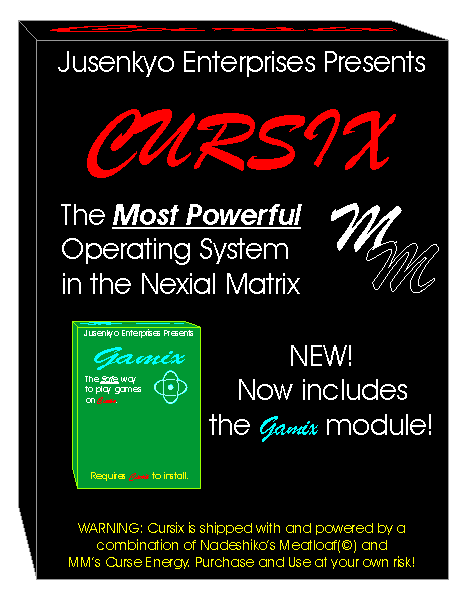 Jusenkyo Enterprises Presents
CURSIX
The Most Powerful
Operating System
in the Nexial Matrix
M
M
Jusenkyo Enterprises Presents
Gamix
The Safe way
to play games
on
Requires to install.
NEW!
Now includes
the Gamix module!
WARNING: Cursix is shipped with and powered by a
combination of Nadeshiko's Meatloaf(©) and
MM's Curse Energy. Purchase and Use at your own risk!